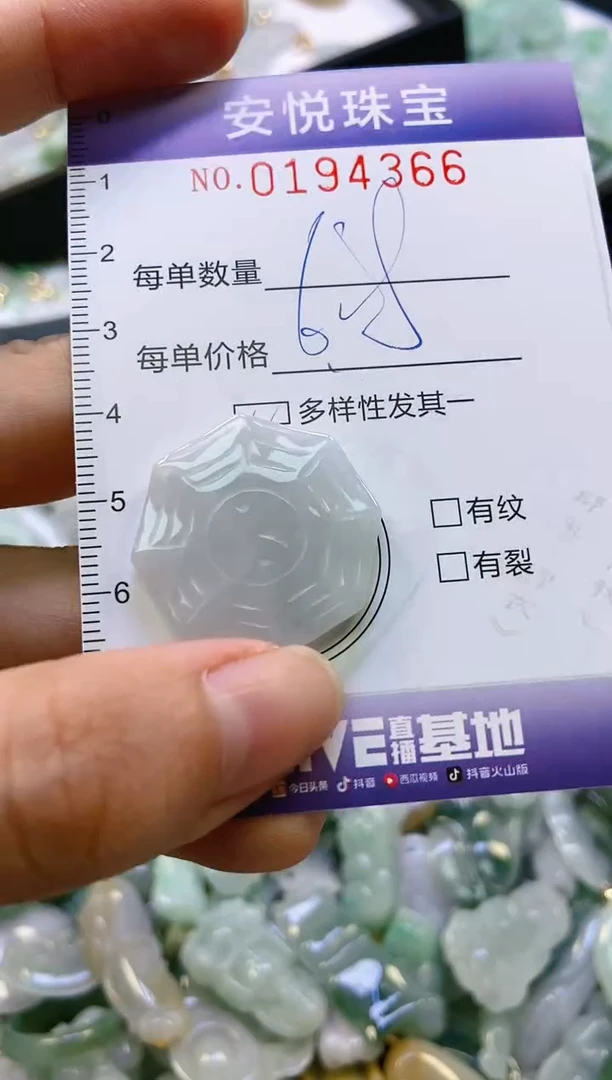 安悦珠宝
NO.0194366
0
1
2
每单数量
3
每单价格
4
多样性发其一
5
有纹
有裂
6
直播
基地
今日头条 抖音 西瓜视频 抖音火山版